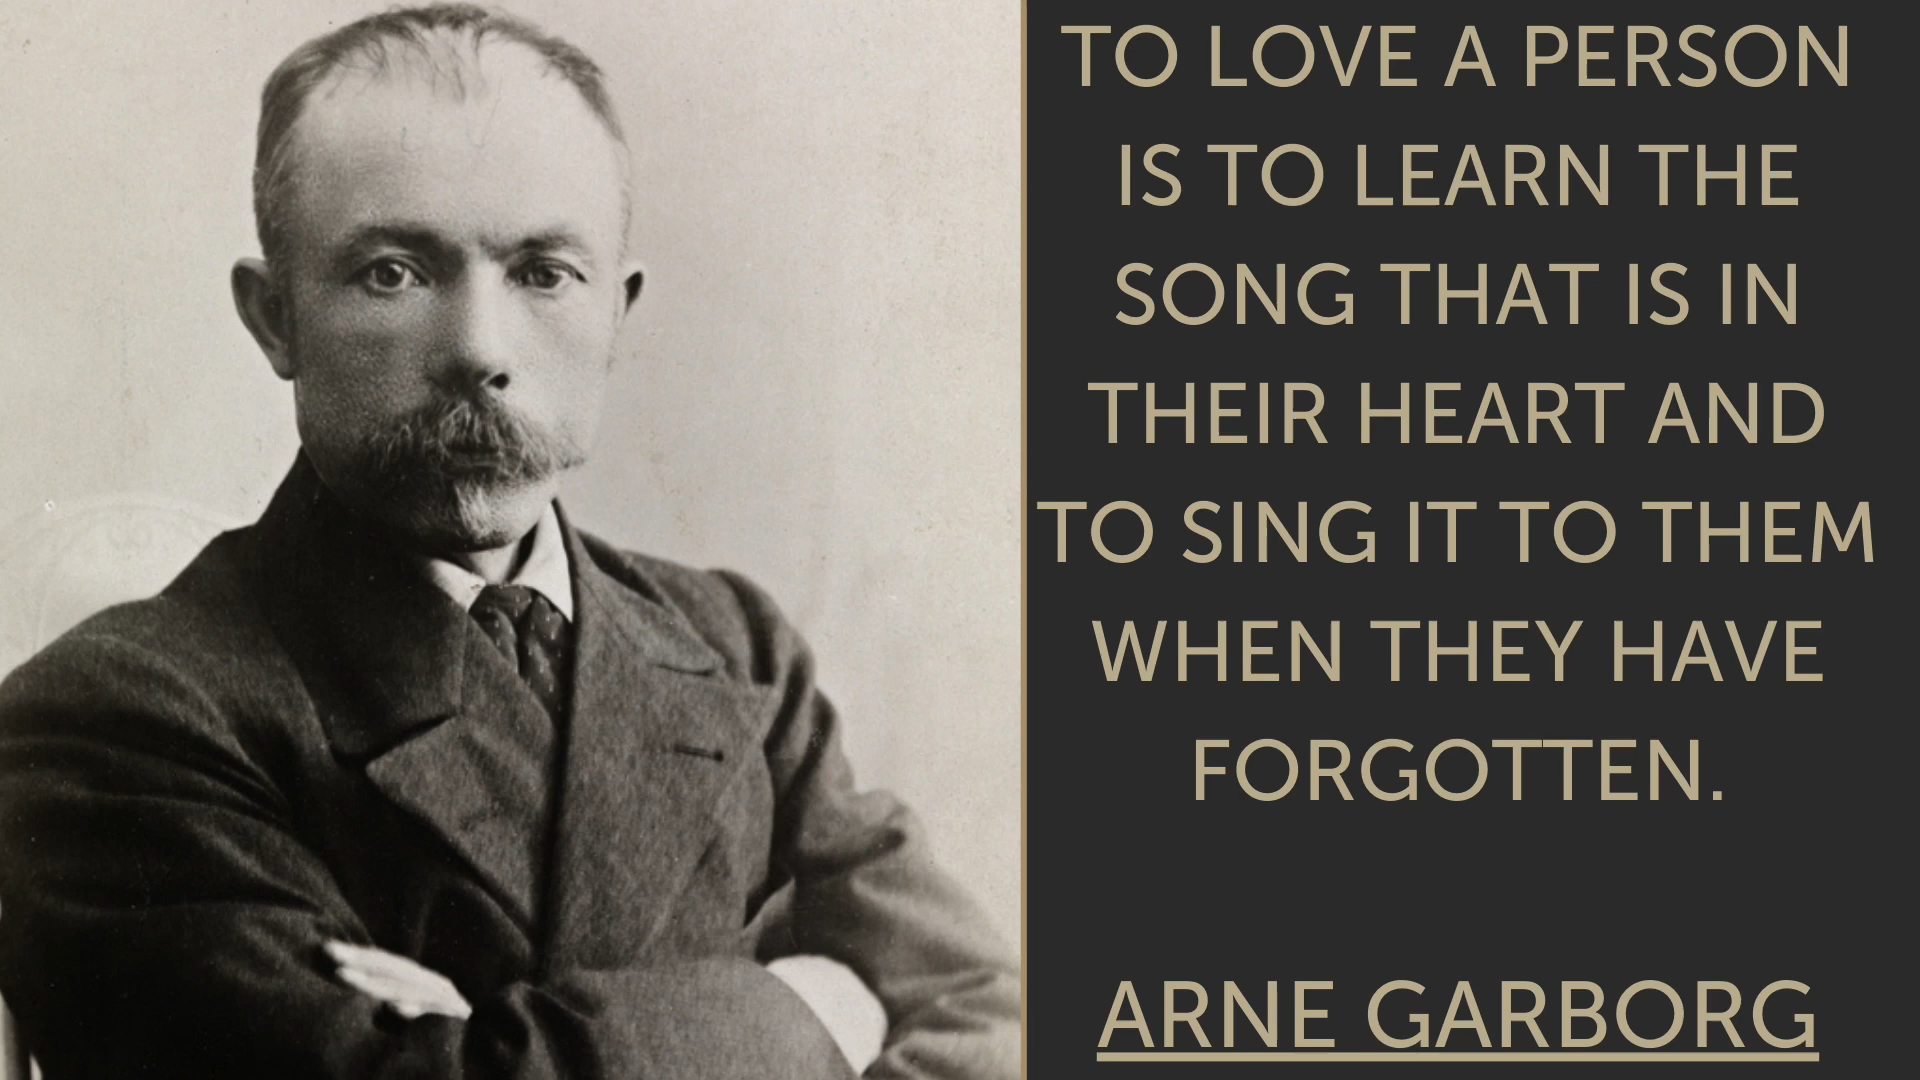 TO LOVE A PERSON
IS TO LEARN THE
SONG THAT IS IN
THEIR HEART AND
TO SING IT TO THEM
WHEN THEY HAVE
FORGOTTEN.
ARNE GARBORG